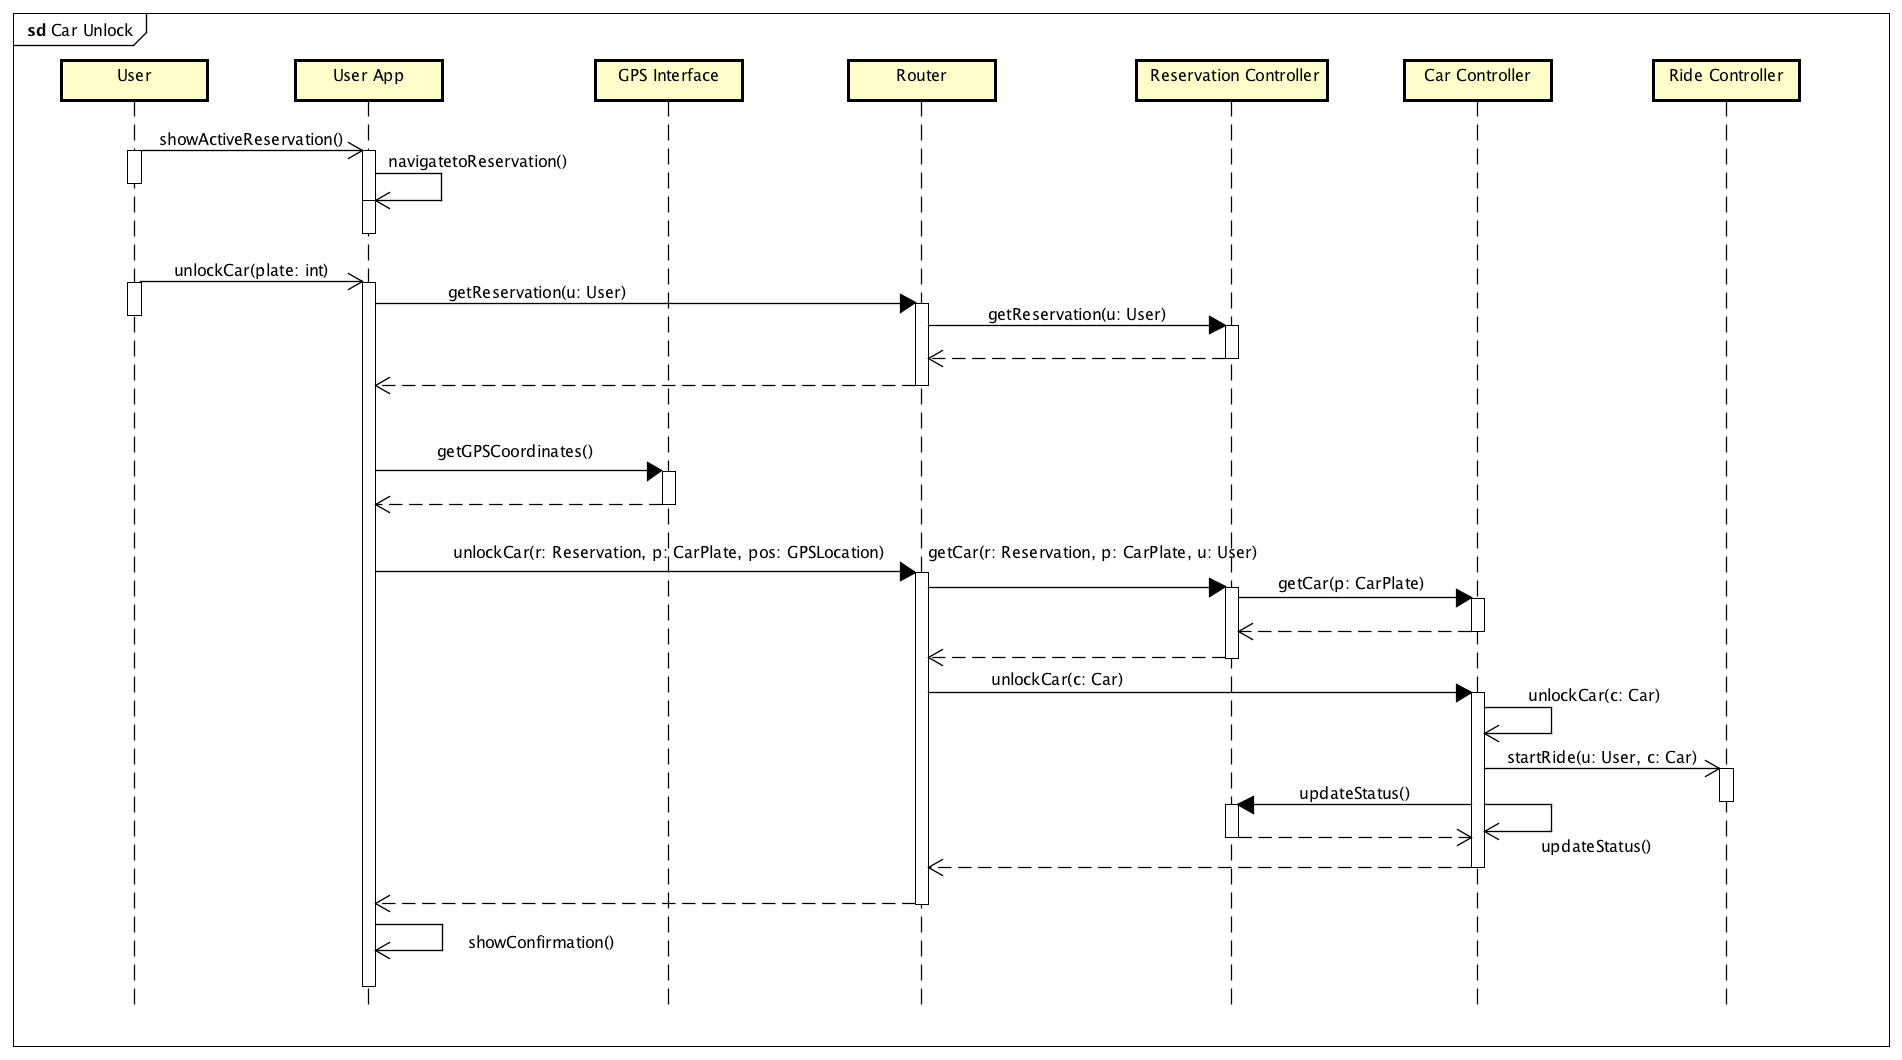 sd Car Unlock
User
User App
GPS Interface
Router
Reservation Controller
Car Controller
Ride Controller
showActiveReservation()
navigatetoReservation()
unlockCar(plate: int)
getReservation(u: User)
getReservation(u: User)
getGPSCoordinates()
unlockCar(r: Reservation, p: CarPlate, pos: GPSLocation)
getCar(r: Reservation, p: CarPlate, u: User)
getCar(p: CarPlate)
unlockCar(c: Car)
unlockCar(c: Car)
startRide(u: User, c: Car)
updateStatus()
updateStatus()
showConfirmation()